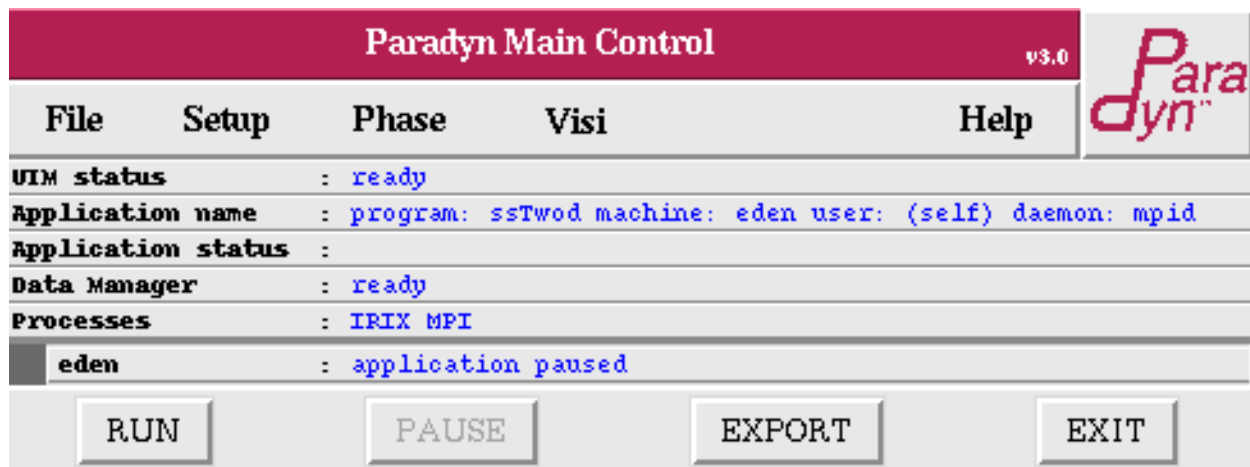 Paradyn Main Control v3.0
Para
dyn™
File Setup Phase Visi Help
UIM status : ready
Application name : program: ssTwod machine: eden user: (self) daemon: mpid
Application status :
Data Manager : ready
Processes : IRIX MPI
eden : application paused
RUN PAUSE EXPORT EXIT